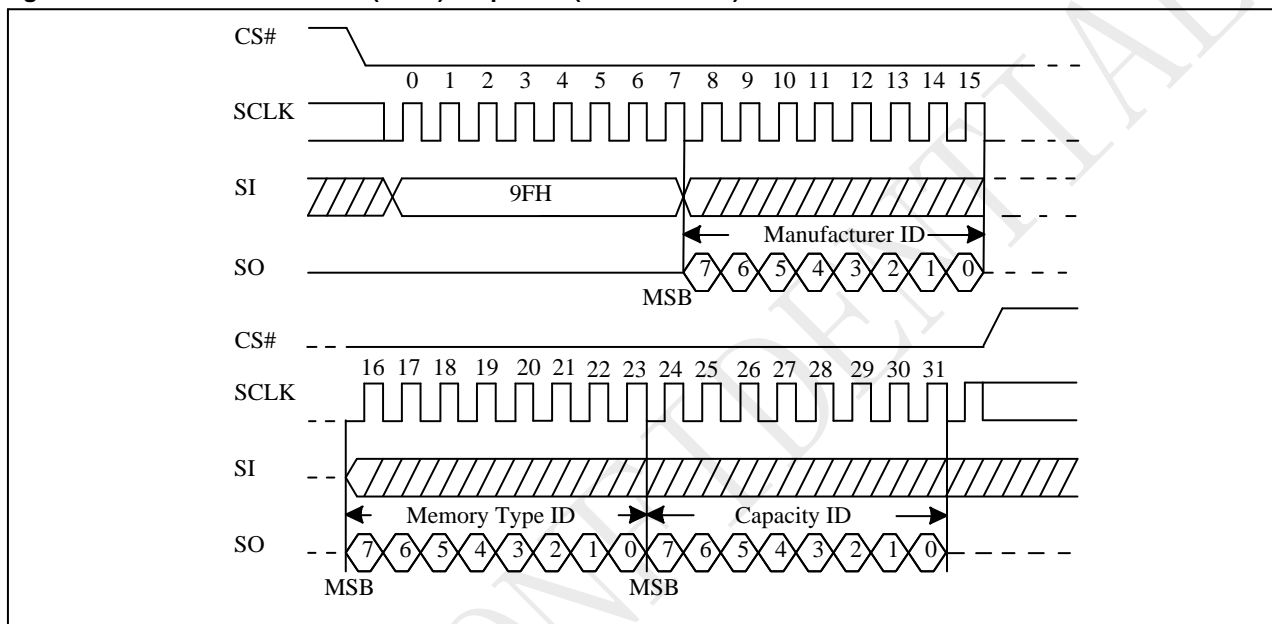 CS#
0 1 2 3 4 5 6 7 8 9 10 11 12 13 14 15
SCLK
SI
9FH
Manufacturer ID
SO
7 6 5 4 3 2 1 0
MSB
CS#
16 17 18 19 20 21 22 23 24 25 26 27 28 29 30 31
SCLK
SI
Memory Type ID Capacity ID
SO
7 6 5 4 3 2 1 0 7 6 5 4 3 2 1 0
MSB MSB